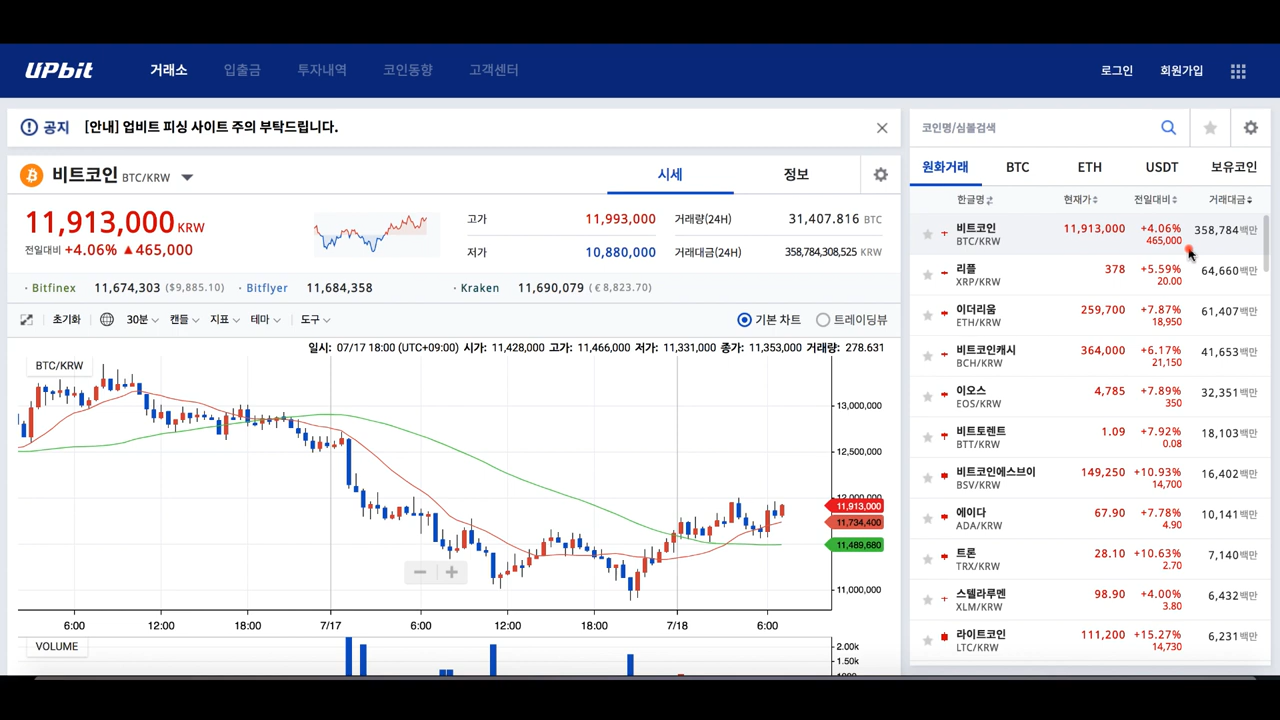 UPbit 거래소 입출금 투자내역 코인동향 고객센터 로그인 회원가입
공지 [안내] 업비트 피싱 사이트 주의 부탁드립니다.
비트코인 BTC/KRW 시세 정보
11,913,000 KRW
전일대비 +4.06% ▲465,000
고가 11,993,000 거래량(24H) 31,407.816 BTC
저가 10,880,000 거래대금(24H) 358,784,308,525 KRW
· Bitfinex 11,674,303 ($9,885.10) · Bitflyer 11,684,358 · Kraken 11,690,079 (€ 8,823.70)
초기화 30분 캔들 지표 테마 도구 기본 차트 트레이딩뷰
일시: 07/17 18:00 (UTC+09:00) 시가: 11,428,000 고가: 11,466,000 저가: 11,331,000 종가: 11,353,000 거래량: 278.631
BTC/KRW
13,000,000
12,500,000
12,000,000
11,913,000
11,734,400
11,489,680
11,000,000
6:00 12:00 18:00 7/17 6:00 12:00 18:00 7/18 6:00
VOLUME
2.00k
1.50k
코인명/심볼검색
원화거래 BTC ETH USDT 보유코인
한글명 현재가 전일대비 거래대금
비트코인 11,913,000 +4.06% 358,784백만
BTC/KRW 465,000
리플 378 +5.59% 64,660백만
XRP/KRW 20.00
이더리움 259,700 +7.87% 61,407백만
ETH/KRW 18,950
비트코인캐시 364,000 +6.17% 41,653백만
BCH/KRW 21,150
이오스 4,785 +7.89% 32,351백만
EOS/KRW 350
비트토렌트 1.09 +7.92% 18,103백만
BTT/KRW 0.08
비트코인에스브이 149,250 +10.93% 16,402백만
BSV/KRW 14,700
에이다 67.90 +7.78% 10,141백만
ADA/KRW 4.90
트론 28.10 +10.63% 7,140백만
TRX/KRW 2.70
스텔라루멘 98.90 +4.00% 6,432백만
XLM/KRW 3.80
라이트코인 111,200 +15.27% 6,231백만
LTC/KRW 14,730